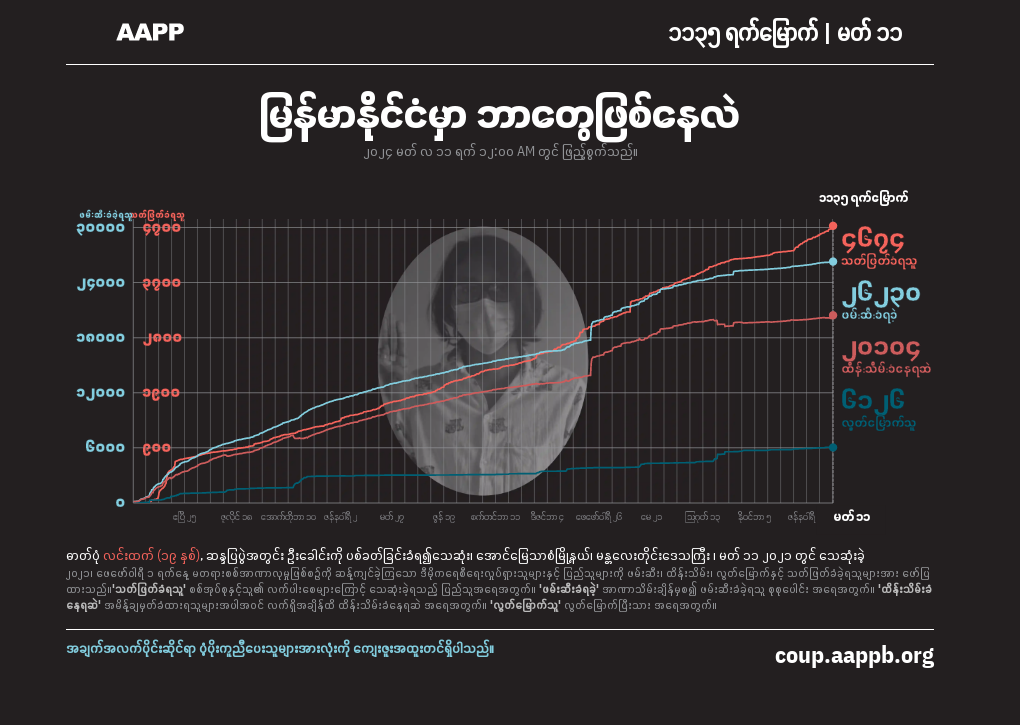 AAPP
၁၁၃၅ ရက်မြောက် | မတ် ၁၁
မြန်မာနိုင်ငံမှာ ဘာတွေဖြစ်နေလဲ
၂၀၂၄ မတ် လ ၁၁ ရက် ၁၂:၀၀ AM တွင် ဖြည့်စွက်သည်။
၁၁၃၅ ရက်မြောက်
ဖမ်းဆီးခံခဲ့ရသူ သတ်ဖြတ်ခံရသူ
၃၀၀၀၀ ၄၇၀၀
၂၄၀၀၀ ၃၇၀၀
၁၈၀၀၀ ၂၈၀၀
၁၂၀၀၀ ၁၉၀၀
၆၀၀၀ ၉၀၀
၀
၄၆၇၄
သတ်ဖြတ်ခံရသူ
၂၆၂၃၀
ဖမ်းဆီးခံရခဲ့
၂၀၁၀၄
ထိန်းသိမ်းခံနေရဆဲ
၆၁၂၆
လွတ်မြောက်သူ
ဧပြီ ၂၅ ဇူလိုင် ၁၈ အောက်တိုဘာ ၁၀ ဇန်နဝါရီ ၂ မတ် ၂၇ ဇွန် ၁၉ စက်တင်ဘာ ၁၁ ဒီဇင်ဘာ ၄ ဖေဖော်ဝါရီ ၂၆ မေ ၂၁ ဩဂုတ် ၁၃ နိုဝင်ဘာ ၅ ဇန်နဝါရီ မတ် ၁၁
ဓာတ်ပုံ လင်းထက် (၁၉ နှစ်), ဆန္ဒပြပွဲအတွင်း ဦးခေါင်းကို ပစ်ခတ်ခြင်းခံရ၍သေဆုံး၊ အောင်မြေသာစံမြို့နယ်၊ မန္တလေးတိုင်းဒေသကြီး ၊ မတ် ၁၁ ၂၀၂၁ တွင် သေဆုံးခဲ့
၂၀၂၁၊ ဖေဖော်ဝါရီ ၁ ရက်နေ့ မတရားစစ်အာဏာလုမှုဖြစ်စဥ်ကို ဆန့်ကျင်ခဲ့ကြသော ဒီမိုကရေစီရေးလှုပ်ရှားသူများနှင့် ပြည်သူများကို ဖမ်းဆီး၊ ထိန်းသိမ်း၊ လွတ်မြောက်နှင့် သတ်ဖြတ်ခံခဲ့ရသူများအား ဖော်ပြ
ထားသည်။'သတ်ဖြတ်ခံရသူ' စစ်အုပ်စုနှင့်သူ၏ လက်ပါးစေများကြောင့် သေဆုံးခဲ့ရသည့် ပြည်သူအရေအတွက်။ 'ဖမ်းဆီးခံရခဲ့' အာဏာသိမ်းချိန်မှစ၍ ဖမ်းဆီးခံခဲ့ရသူ စုစုပေါင်း အရေအတွက်။ 'ထိန်းသိမ်းခံ
နေရဆဲ' အမိန့်ချမှတ်ခံထားရသူများအပါအဝင် လက်ရှိအချိန်ထိ ထိန်းသိမ်းခံနေရဆဲ အရေအတွက်။ 'လွတ်မြောက်သူ' လွတ်မြောက်ပြီးသား အရေအတွက်။
အချက်အလက်ပိုင်းဆိုင်ရာ ပံ့ပိုးကူညီပေးသူများအားလုံးကို ကျေးဇူးအထူးတင်ရှိပါသည်။
coup.aappb.org